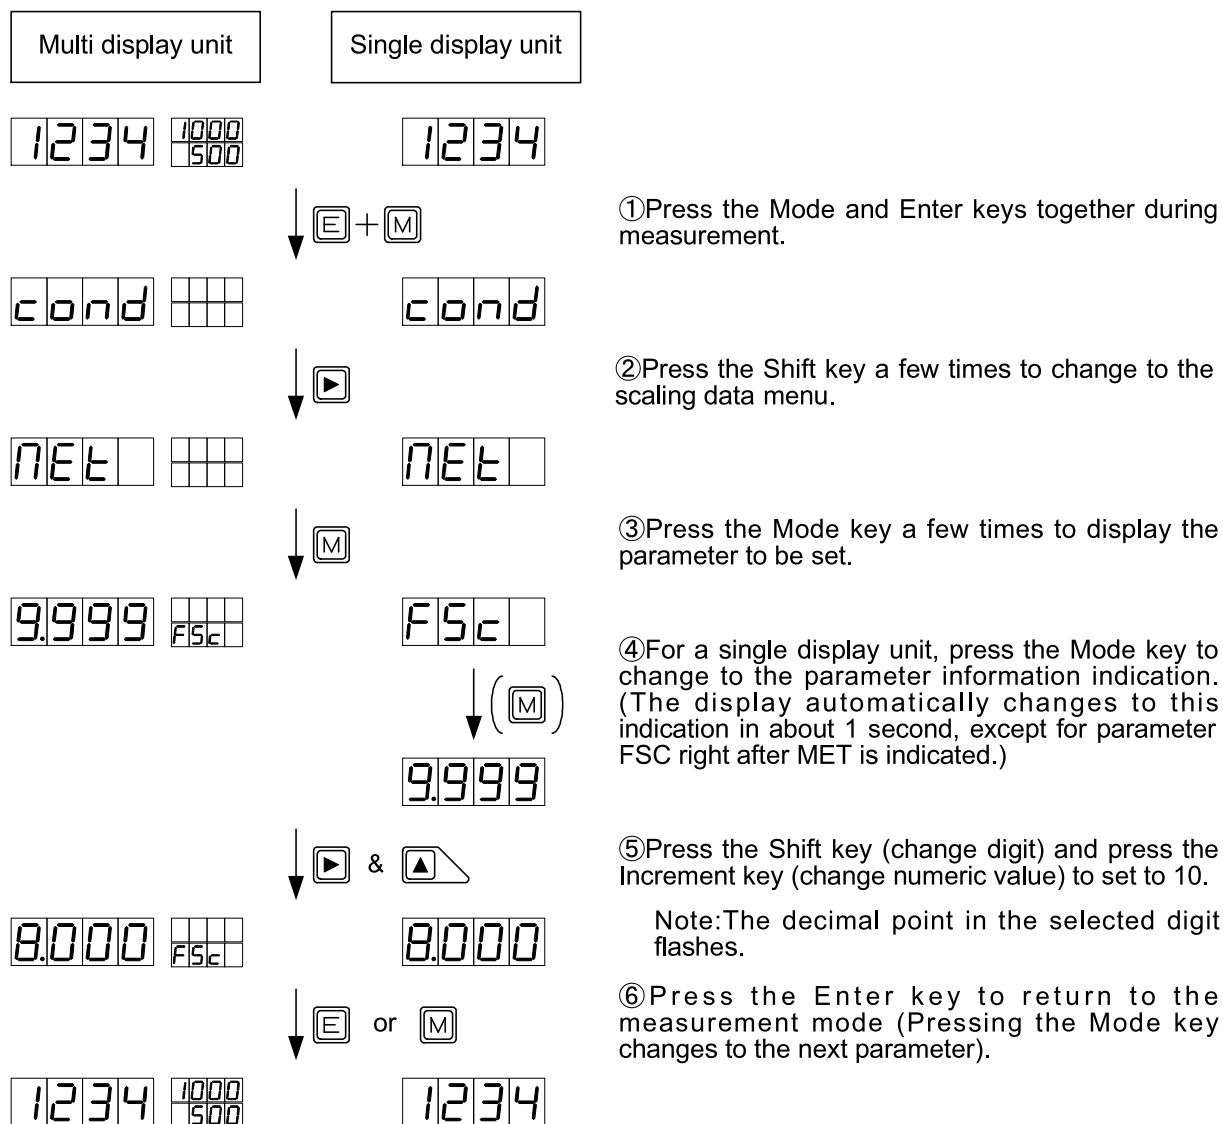 Multi display unit Single display unit
1234 1000 1234
500
E + M
①Press the Mode and Enter keys together during
measurement.
cond cond
②Press the Shift key a few times to change to the
scaling data menu.
MEt MEt
M
③Press the Mode key a few times to display the
parameter to be set.
9.999 FSc FSc
(M)
④For a single display unit, press the Mode key to
change to the parameter information indication.
(The display automatically changes to this
indication in about 1 second, except for parameter
FSC right after MET is indicated.)
9.999
▶ & ▲
⑤Press the Shift key (change digit) and press the
Increment key (change numeric value) to set to 10.
Note:The decimal point in the selected digit
flashes.
8.000 FSc 8.000
E or M
⑥Press the Enter key to return to the
measurement mode (Pressing the Mode key
changes to the next parameter).
1234 1000 1234
500